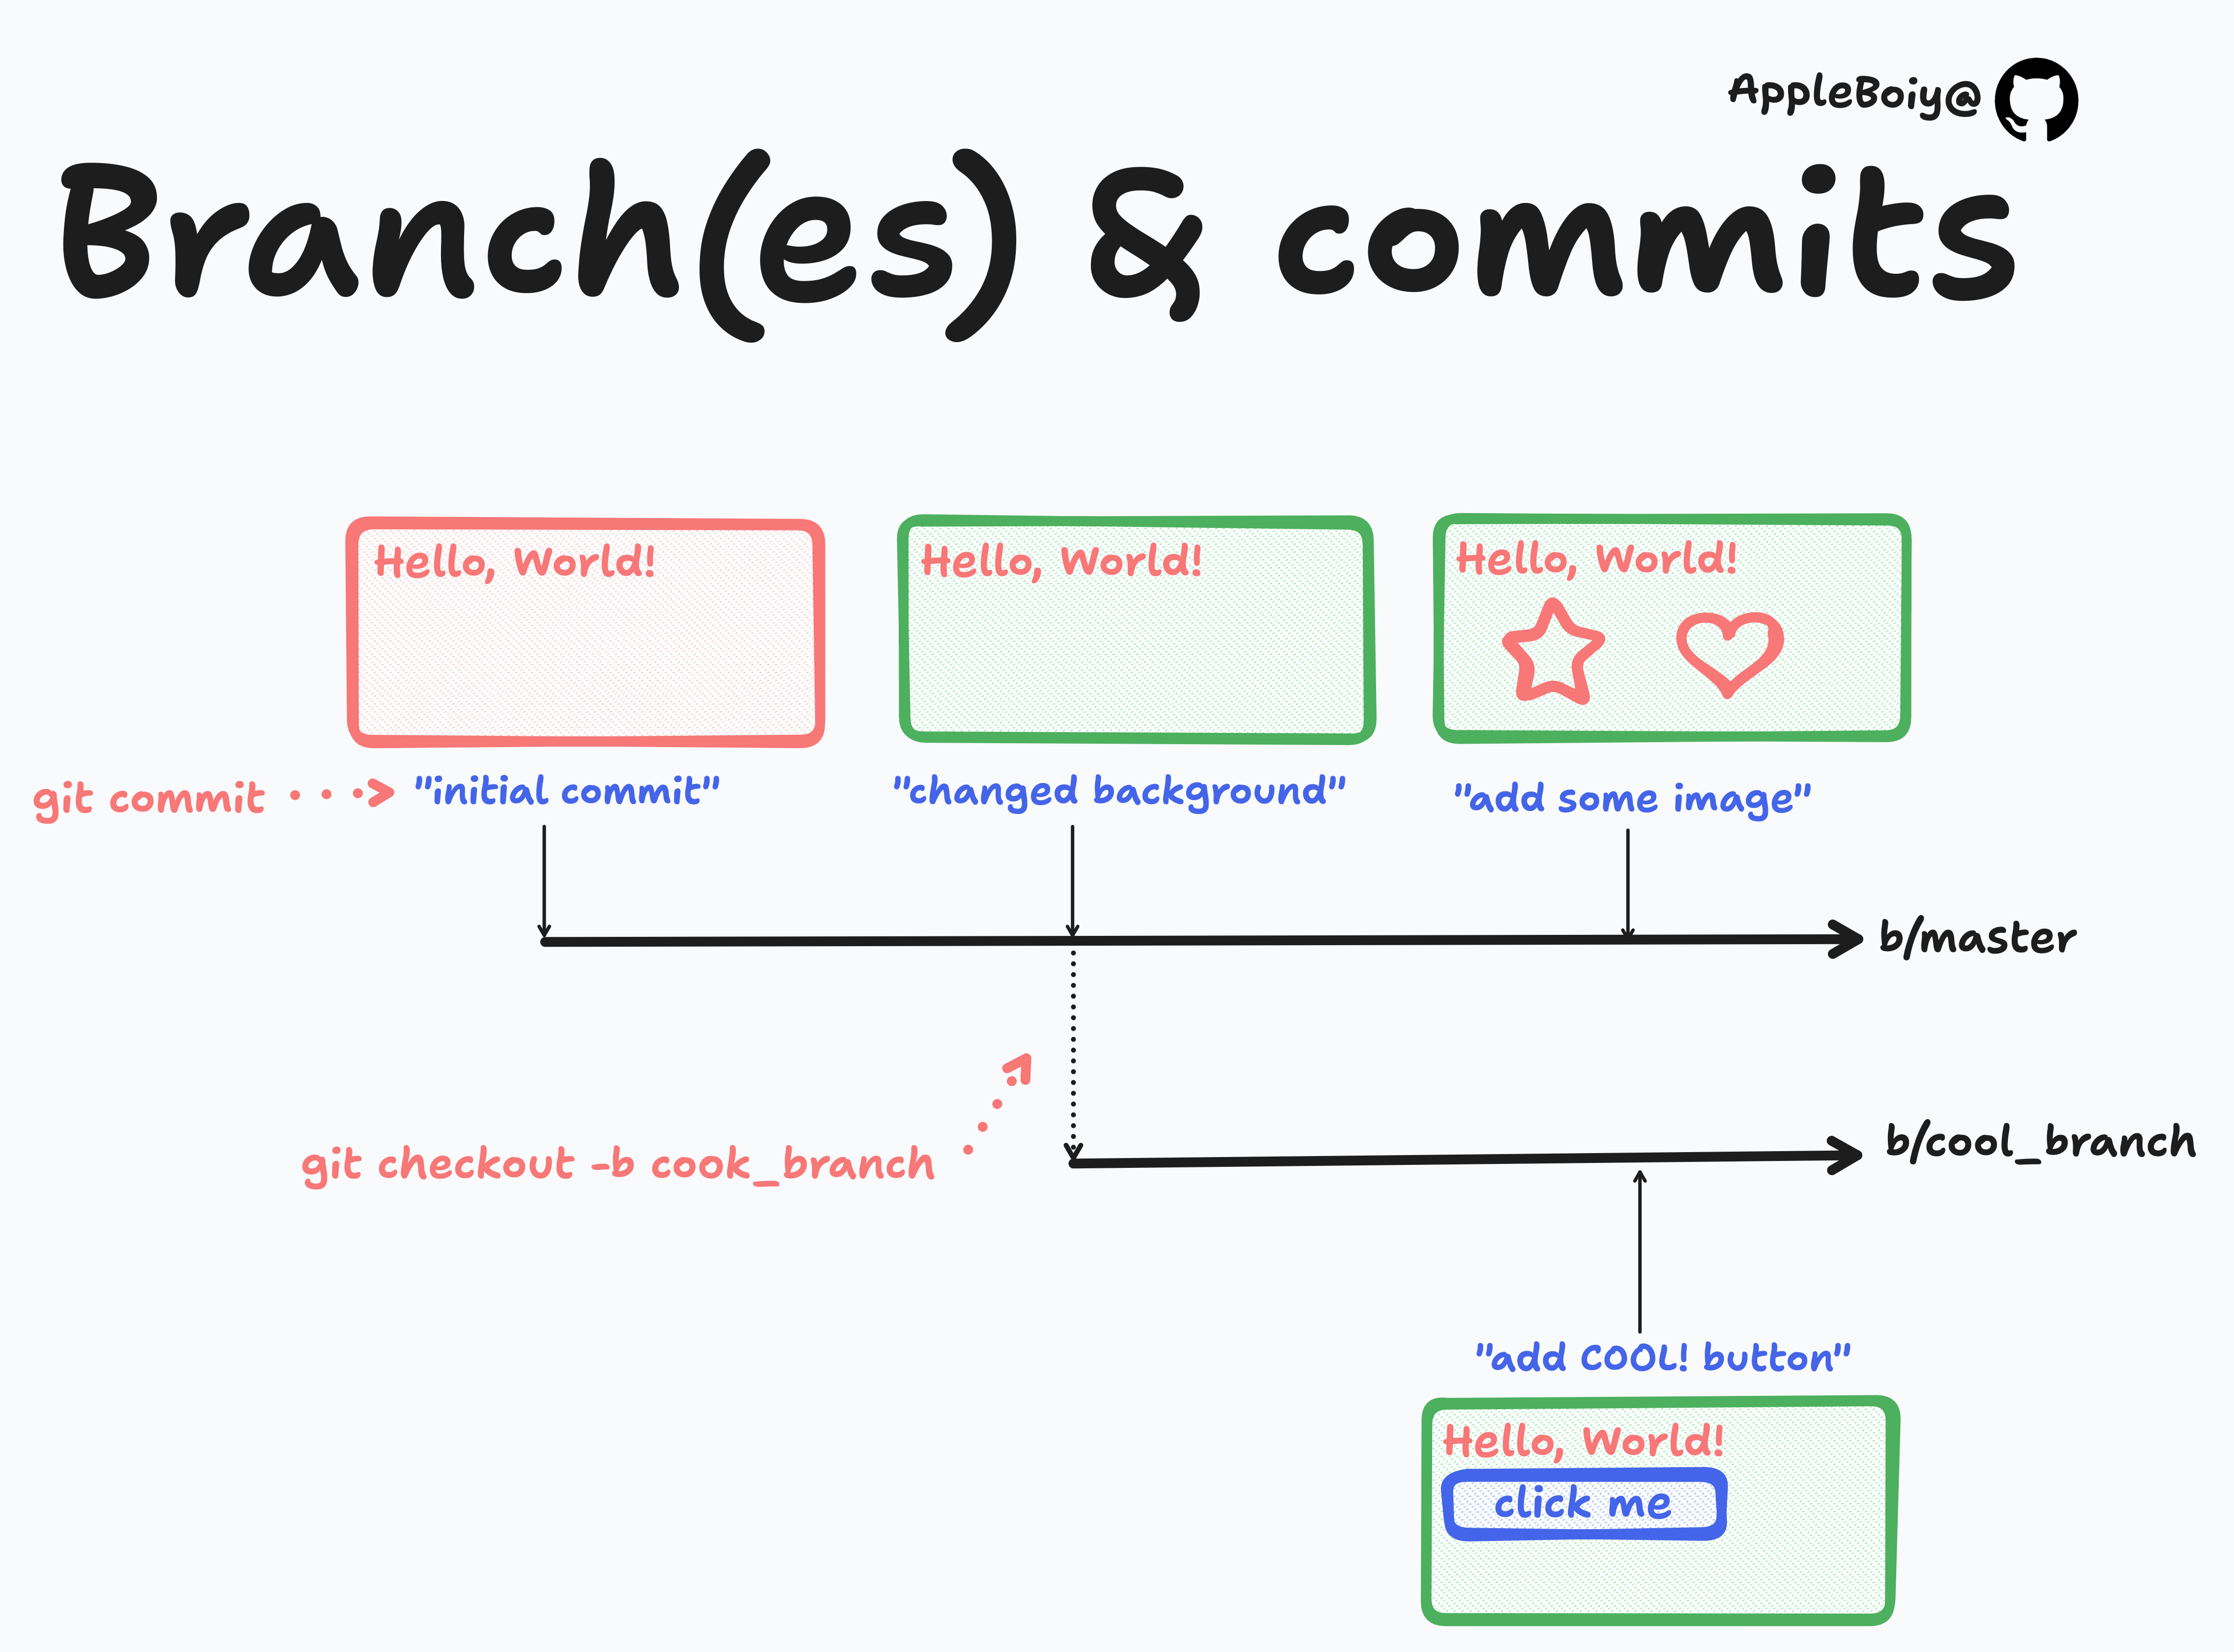 AppleBoiy@
Branch(es) & commits
Hello, World!
Hello, World!
Hello, World!
git commit
"initial commit"
"changed background"
"add some image"
b/master
git checkout -b cook_branch
b/cool_branch
"add COOL! button"
Hello, World!
click me